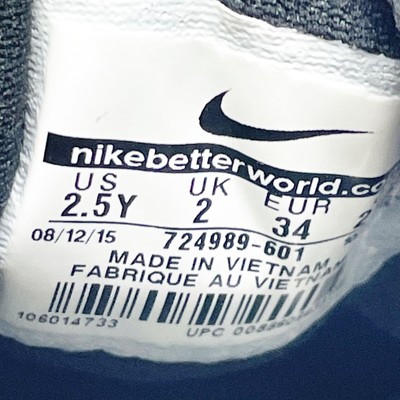 nikebetterworld.c
US UK EUR
2.5Y 2 34
08/12/15 724989-601
MADE IN VIETNAM
FABRIQUE AU VIETNAM
106014733
UPC